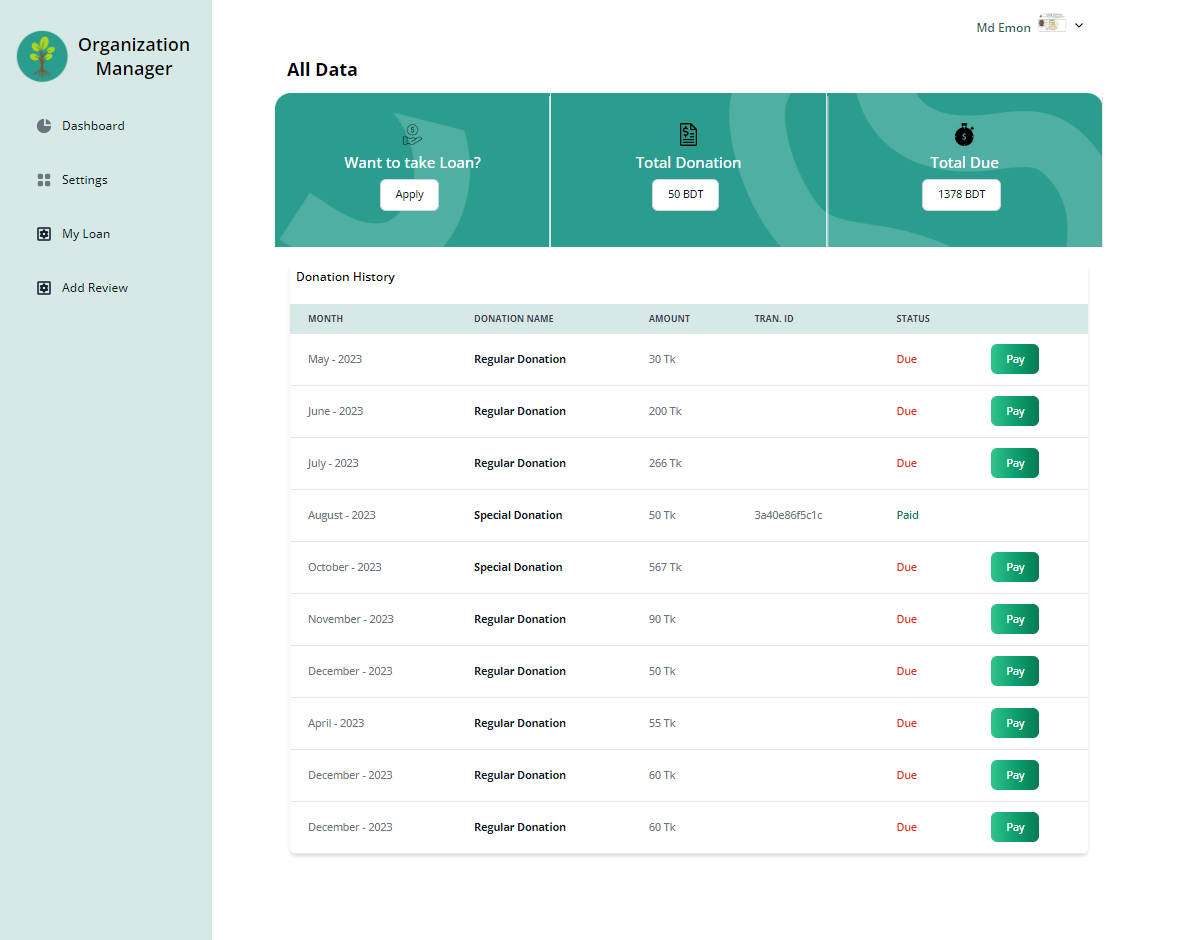 Organization
Manager
Dashboard
Settings
My Loan
Add Review
Md Emon
All Data
Want to take Loan?
Apply
Total Donation
50 BDT
Total Due
1378 BDT
Donation History
MONTH DONATION NAME AMOUNT TRAN. ID STATUS
May - 2023 Regular Donation 30 Tk Due Pay
June - 2023 Regular Donation 200 Tk Due Pay
July - 2023 Regular Donation 266 Tk Due Pay
August - 2023 Special Donation 50 Tk 3a40e86f5c1c Paid
October - 2023 Special Donation 567 Tk Due Pay
November - 2023 Regular Donation 90 Tk Due Pay
December - 2023 Regular Donation 50 Tk Due Pay
April - 2023 Regular Donation 55 Tk Due Pay
December - 2023 Regular Donation 60 Tk Due Pay
December - 2023 Regular Donation 60 Tk Due Pay